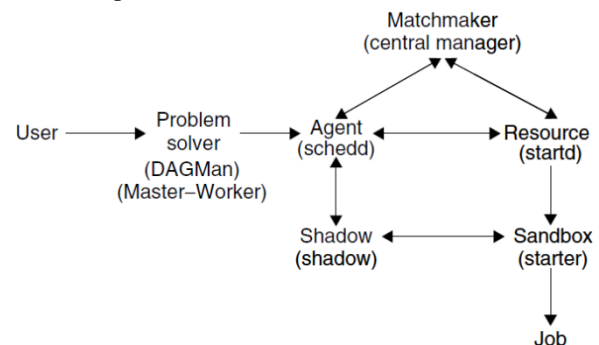 Matchmaker
(central manager)
User
Problem
solver
(DAGMan)
(Master–Worker)
Agent
(schedd)
Resource
(startd)
Shadow
(shadow)
Sandbox
(starter)
Job